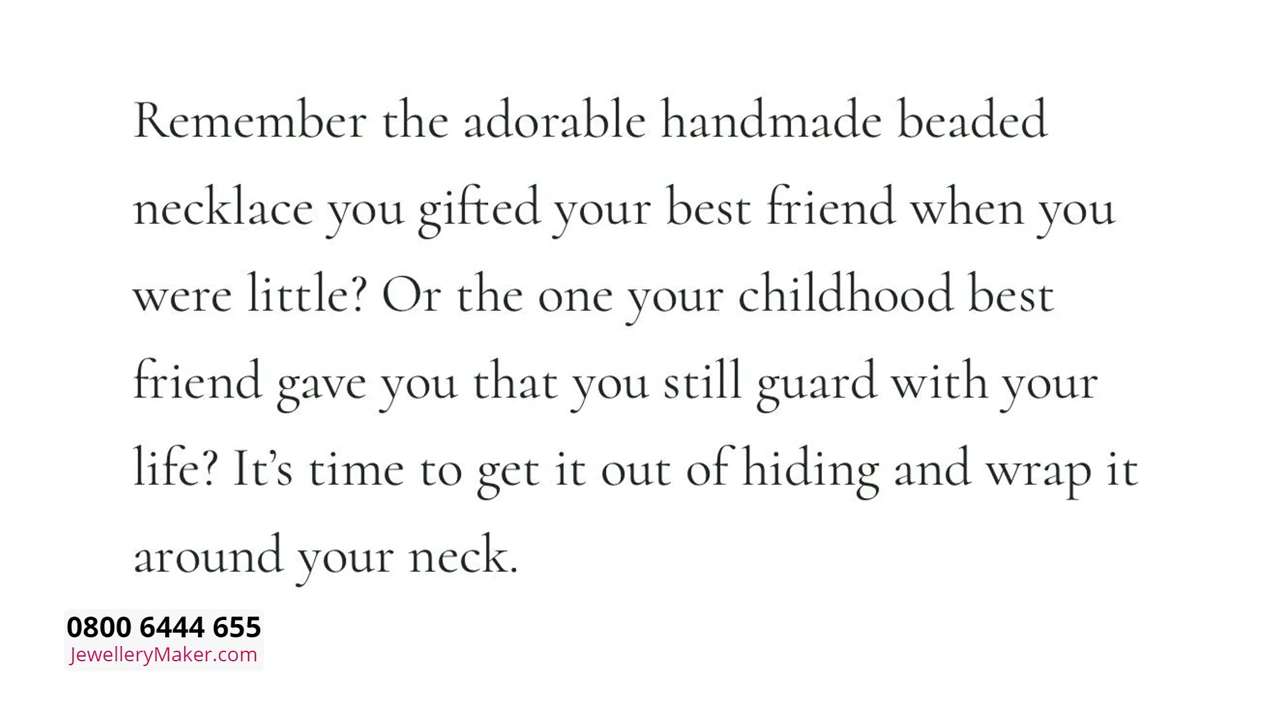 Remember the adorable handmade beaded
necklace you gifted your best friend when you
were little? Or the one your childhood best
friend gave you that you still guard with your
life? It’s time to get it out of hiding and wrap it
around your neck.
0800 6444 655
JewelleryMaker.com